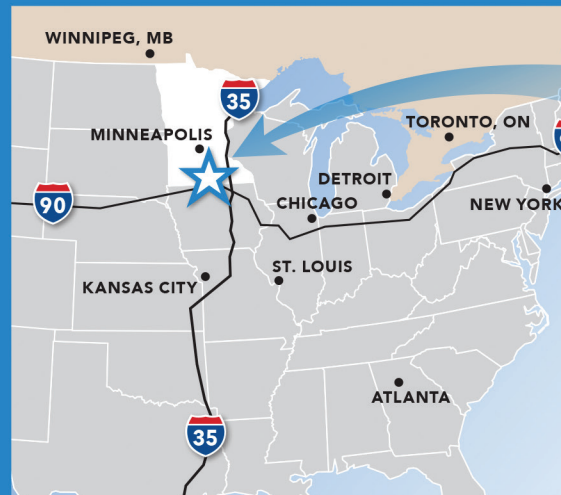 WINNIPEG, MB
35
MINNEAPOLIS
TORONTO, ON
DETROIT
90
CHICAGO
NEW YORK
ST. LOUIS
KANSAS CITY
ATLANTA
35